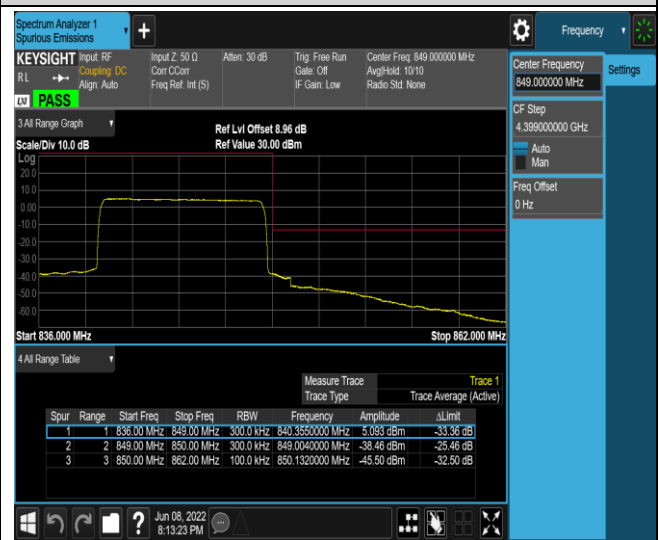 Spectrum Analyzer 1
Spurious Emissions
+
Frequency
KEYSIGHT
RL
Input: RF
Coupling: DC
Align: Auto
Input Z: 50 Ω
Corr CCorr
Freq Ref: Int (S)
Atten: 30 dB
Trig: Free Run
Gate: Off
IF Gain: Low
Center Freq: 849.000000 MHz
Avg|Hold: 10/10
Radio Std: None
PASS
Center Frequency
849.000000 MHz
Settings
CF Step
4.399000000 GHz
Auto
Man
Freq Offset
0 Hz
3 All Range Graph
Ref Lvl Offset 8.96 dB
Scale/Div 10.0 dB
Ref Value 30.00 dBm
Log
20.0
10.0
0.00
-10.0
-20.0
-30.0
-40.0
-50.0
-60.0
Start 836.000 MHz
Stop 862.000 MHz
4 All Range Table
Measure Trace Trace 1
Trace Type Trace Average (Active)
Spur Range Start Freq Stop Freq RBW Frequency Amplitude ΔLimit
1 1 836.00 MHz 849.00 MHz 300.0 kHz 840.3550000 MHz 5.093 dBm -33.36 dB
2 2 849.00 MHz 850.00 MHz 300.0 kHz 849.0040000 MHz -38.46 dBm -25.46 dB
3 3 850.00 MHz 862.00 MHz 100.0 kHz 850.1320000 MHz -45.50 dBm -32.50 dB
?
Jun 08, 2022
8:13:23 PM